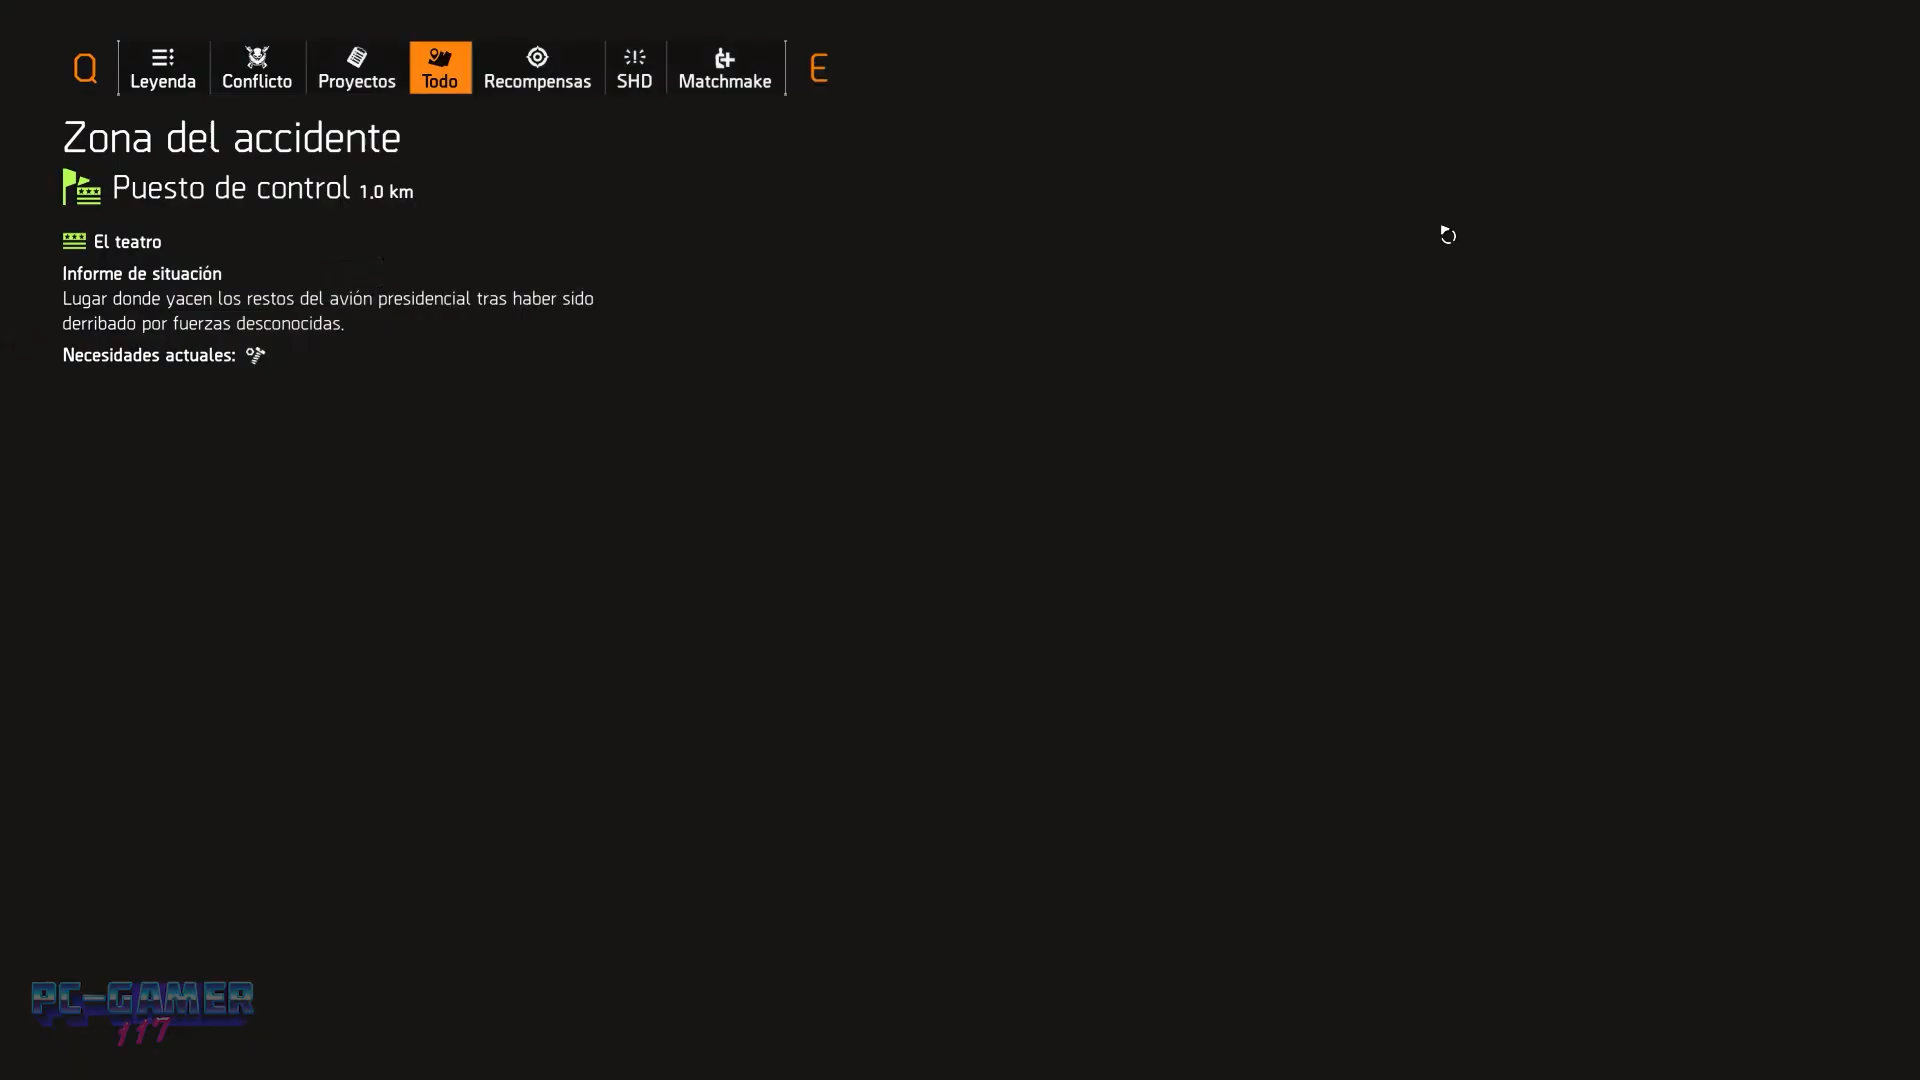 Q
Leyenda
Conflicto
Proyectos
Todo
Recompensas
SHD
Matchmake
E
Zona del accidente
Puesto de control 1.0 km
El teatro
Informe de situación
Lugar donde yacen los restos del avión presidencial tras haber sido
derribado por fuerzas desconocidas.
Necesidades actuales:
PC-GAMER
117